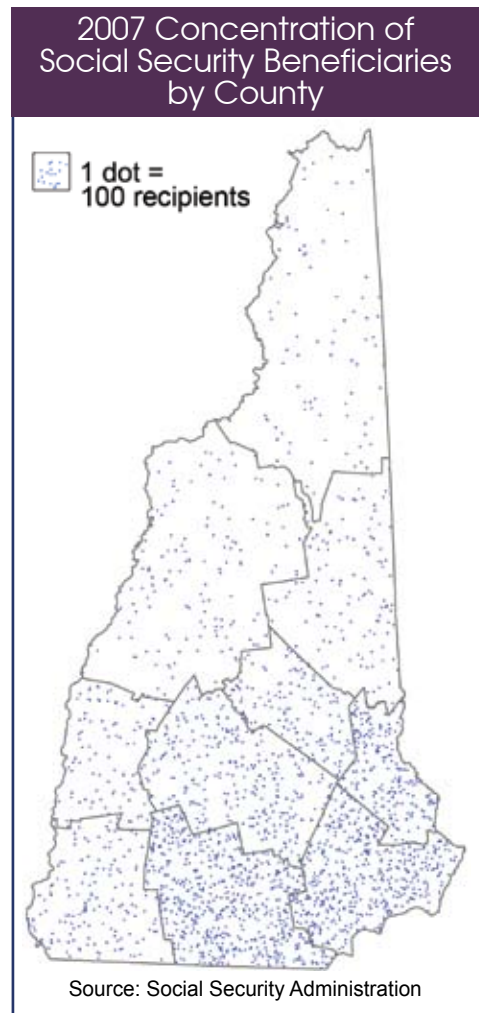 2007 Concentration of
Social Security Beneficiaries
by County
1 dot =
100 recipients
Source: Social Security Administration